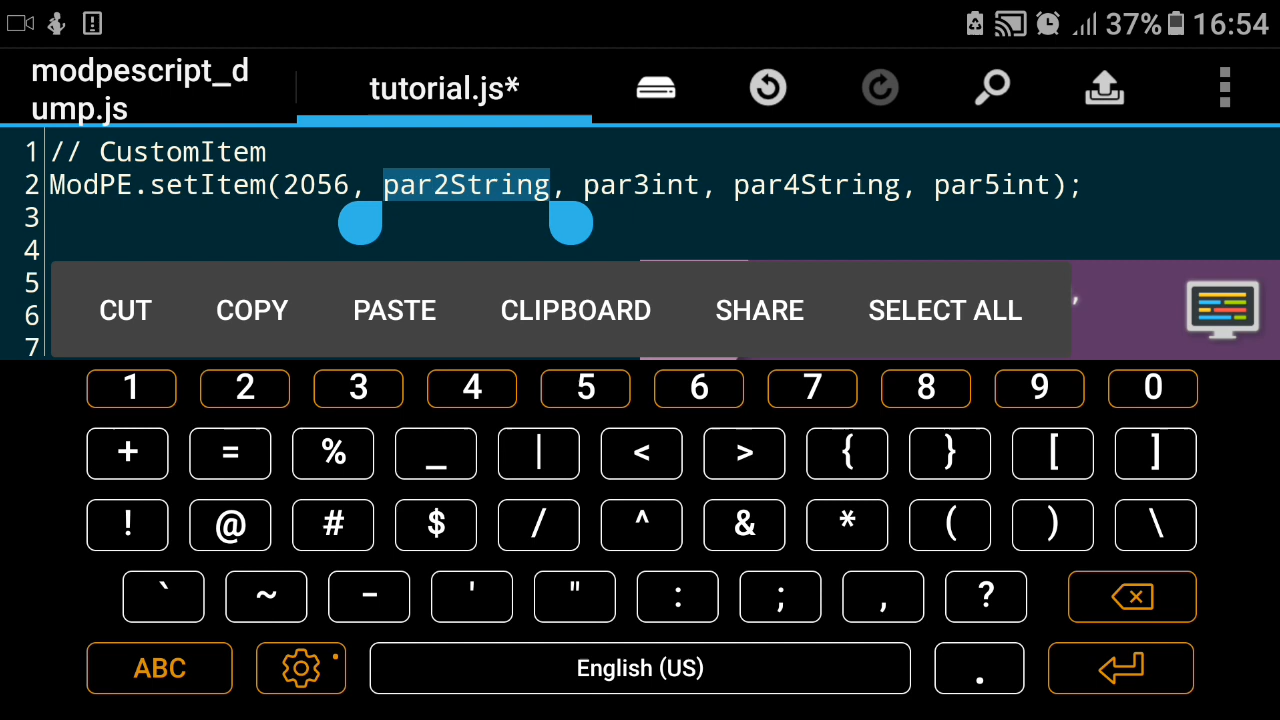 37% 16:54
modpescript_d
ump.js
tutorial.js*
1 // CustomItem
2 ModPE.setItem(2056, par2String, par3int, par4String, par5int);
3
4
5
6
7
CUT COPY PASTE CLIPBOARD SHARE SELECT ALL
1 2 3 4 5 6 7 8 9 0
+ = % _ | < > { } [ ]
! @ # $ / ^ & * ( ) \
` ~ - ' " : ; , ?
ABC English (US) .